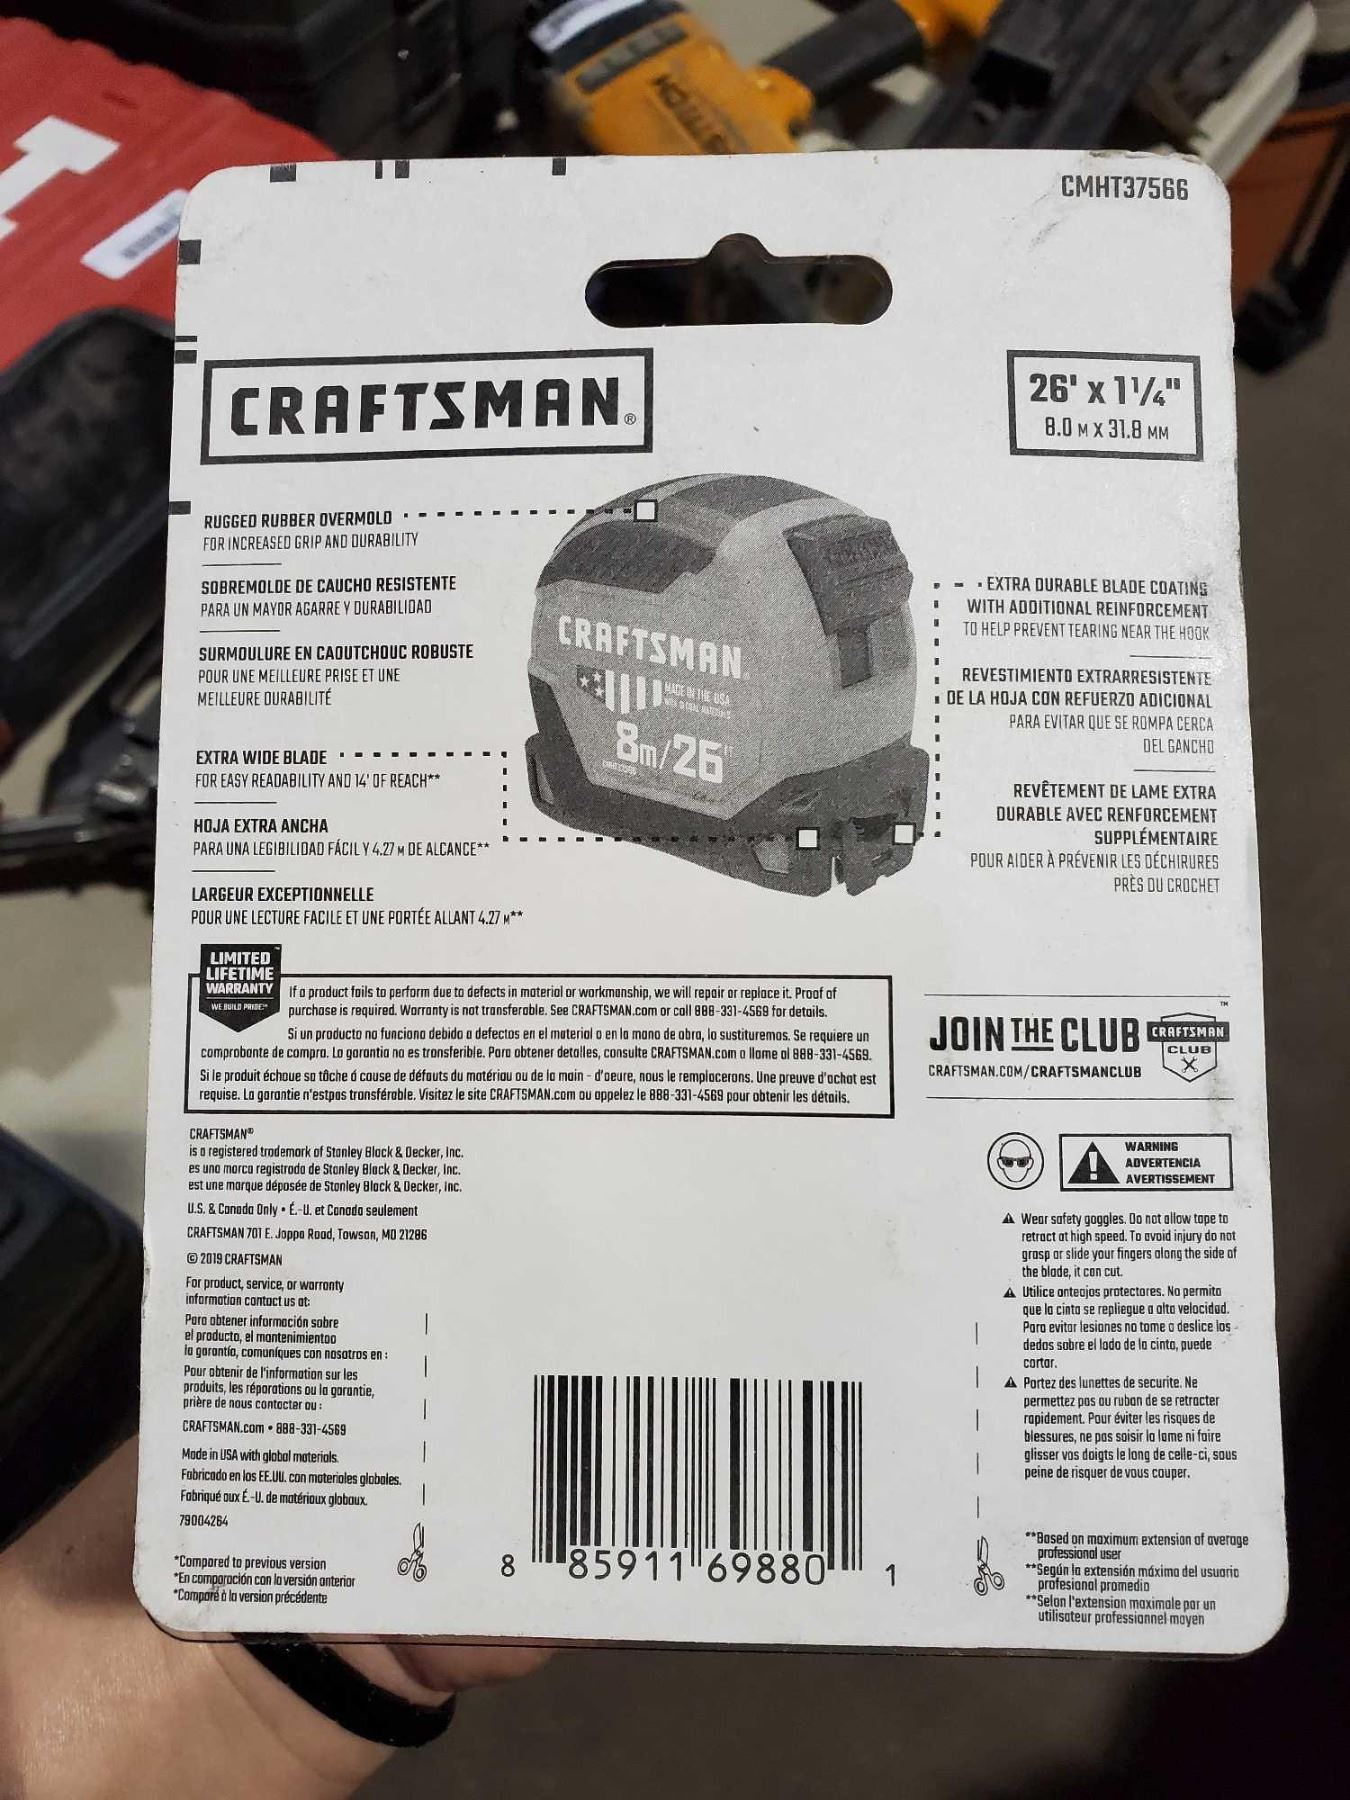 CMHT37566
CRAFTSMAN®
26' X 1 1/4"
8.0 M X 31.8 MM
RUGGED RUBBER OVERMOLD
FOR INCREASED GRIP AND DURABILITY
SOBREMOLDE DE CAUCHO RESISTENTE
PARA UN MAYOR AGARRE Y DURABILIDAD
SURMOULURE EN CAOUTCHOUC ROBUSTE
POUR UNE MEILLEURE PRISE ET UNE
MEILLEURE DURABILITÉ
EXTRA WIDE BLADE
FOR EASY READABILITY AND 14' OF REACH**
HOJA EXTRA ANCHA
PARA UNA LEGIBILIDAD FÁCIL Y 4.27 M DE ALCANCE**
LARGEUR EXCEPTIONNELLE
POUR UNE LECTURE FACILE ET UNE PORTÉE ALLANT 4.27 M**
CRAFTSMAN
MADE IN THE USA
WITH GLOBAL MATERIALS
8m/26FT
EXTRA DURABLE BLADE COATING
WITH ADDITIONAL REINFORCEMENT
TO HELP PREVENT TEARING NEAR THE HOOK
REVESTIMIENTO EXTRARRESISTENTE
DE LA HOJA CON REFUERZO ADICIONAL
PARA EVITAR QUE SE ROMPA CERCA
DEL GANCHO
REVÊTEMENT DE LAME EXTRA
DURABLE AVEC RENFORCEMENT
SUPPLÉMENTAIRE
POUR AIDER À PRÉVENIR LES DÉCHIRURES
PRÈS DU CROCHET
LIMITED
LIFETIME
WARRANTY
WE BUILD PRIDE™
If a product fails to perform due to defects in material or workmanship, we will repair or replace it. Proof of
purchase is required. Warranty is not transferable. See CRAFTSMAN.com or call 888-331-4569 for details.
Si un producto no funciona debido a defectos en el material o en la mano de obra, lo sustituremos. Se requiere un
comprobante de compra. La garantia no es transferible. Para obtener detalles, consulte CRAFTSMAN.com o llame al 888-331-4569.
Si le produit échoue sa tâche á cause de défauts du matériau ou de la main - d'oeure, nous le remplacerons. Une preuve d'achat est
requise. La garantie n'estpas transférable. Visitez le site CRAFTSMAN.com ou appelez le 888-331-4569 pour obtenir les détails.
JOIN THE CLUB
CRAFTSMAN
CLUB
CRAFTSMAN.COM/CRAFTSMANCLUB
CRAFTSMAN®
is a registered trademark of Stanley Black & Decker, Inc.
es una marca registrada de Stanley Black & Decker, Inc.
est une marque déposée de Stanley Black & Decker, Inc.
U.S. & Canada Only • É.-U. et Canada seulement
CRAFTSMAN 701 E. Joppa Road, Towson, MD 21286
© 2019 CRAFTSMAN
For product, service, or warranty
information contact us at:
Para obtener información sobre
el producto, el mantenimientoo
la garantía, comuníques con nosotros en :
Pour obtenir de l'information sur les
produits, les réparations ou la garantie,
prière de nous contacter au :
CRAFTSMAN.com • 888-331-4569
Made in USA with global materials.
Fabricado en los EE.UU. con materiales globales.
Fabriqué aux É.-U. de matériaux globaux.
79004264
*Compared to previous version
*En comparación con la versión anterior
*Comparé à la version précédente
8 85911 69880 1
WARNING
ADVERTENCIA
AVERTISSEMENT
Wear safety goggles. Do not allow tape to
retract at high speed. To avoid injury do not
grasp or slide your fingers along the side of
the blade, it can cut.
Utilice anteojos protectores. No permita
que la cinta se repliegue a alta velocidad.
Para evitar lesiones no tome o deslice los
dedos sobre el lado de la cinta, puede
cortar.
Portez des lunettes de securite. Ne
permettez pas au ruban de se retracter
rapidement. Pour éviter les risques de
blessures, ne pas saisir la lame ni faire
glisser vos doigts le long de celle-ci, sous
peine de risquer de vous couper.
**Based on maximum extension of average
professional user
**Según la extensión máxima del usuario
profesional promedio
**Selon l'extension maximale par un
utilisateur professionnel moyen